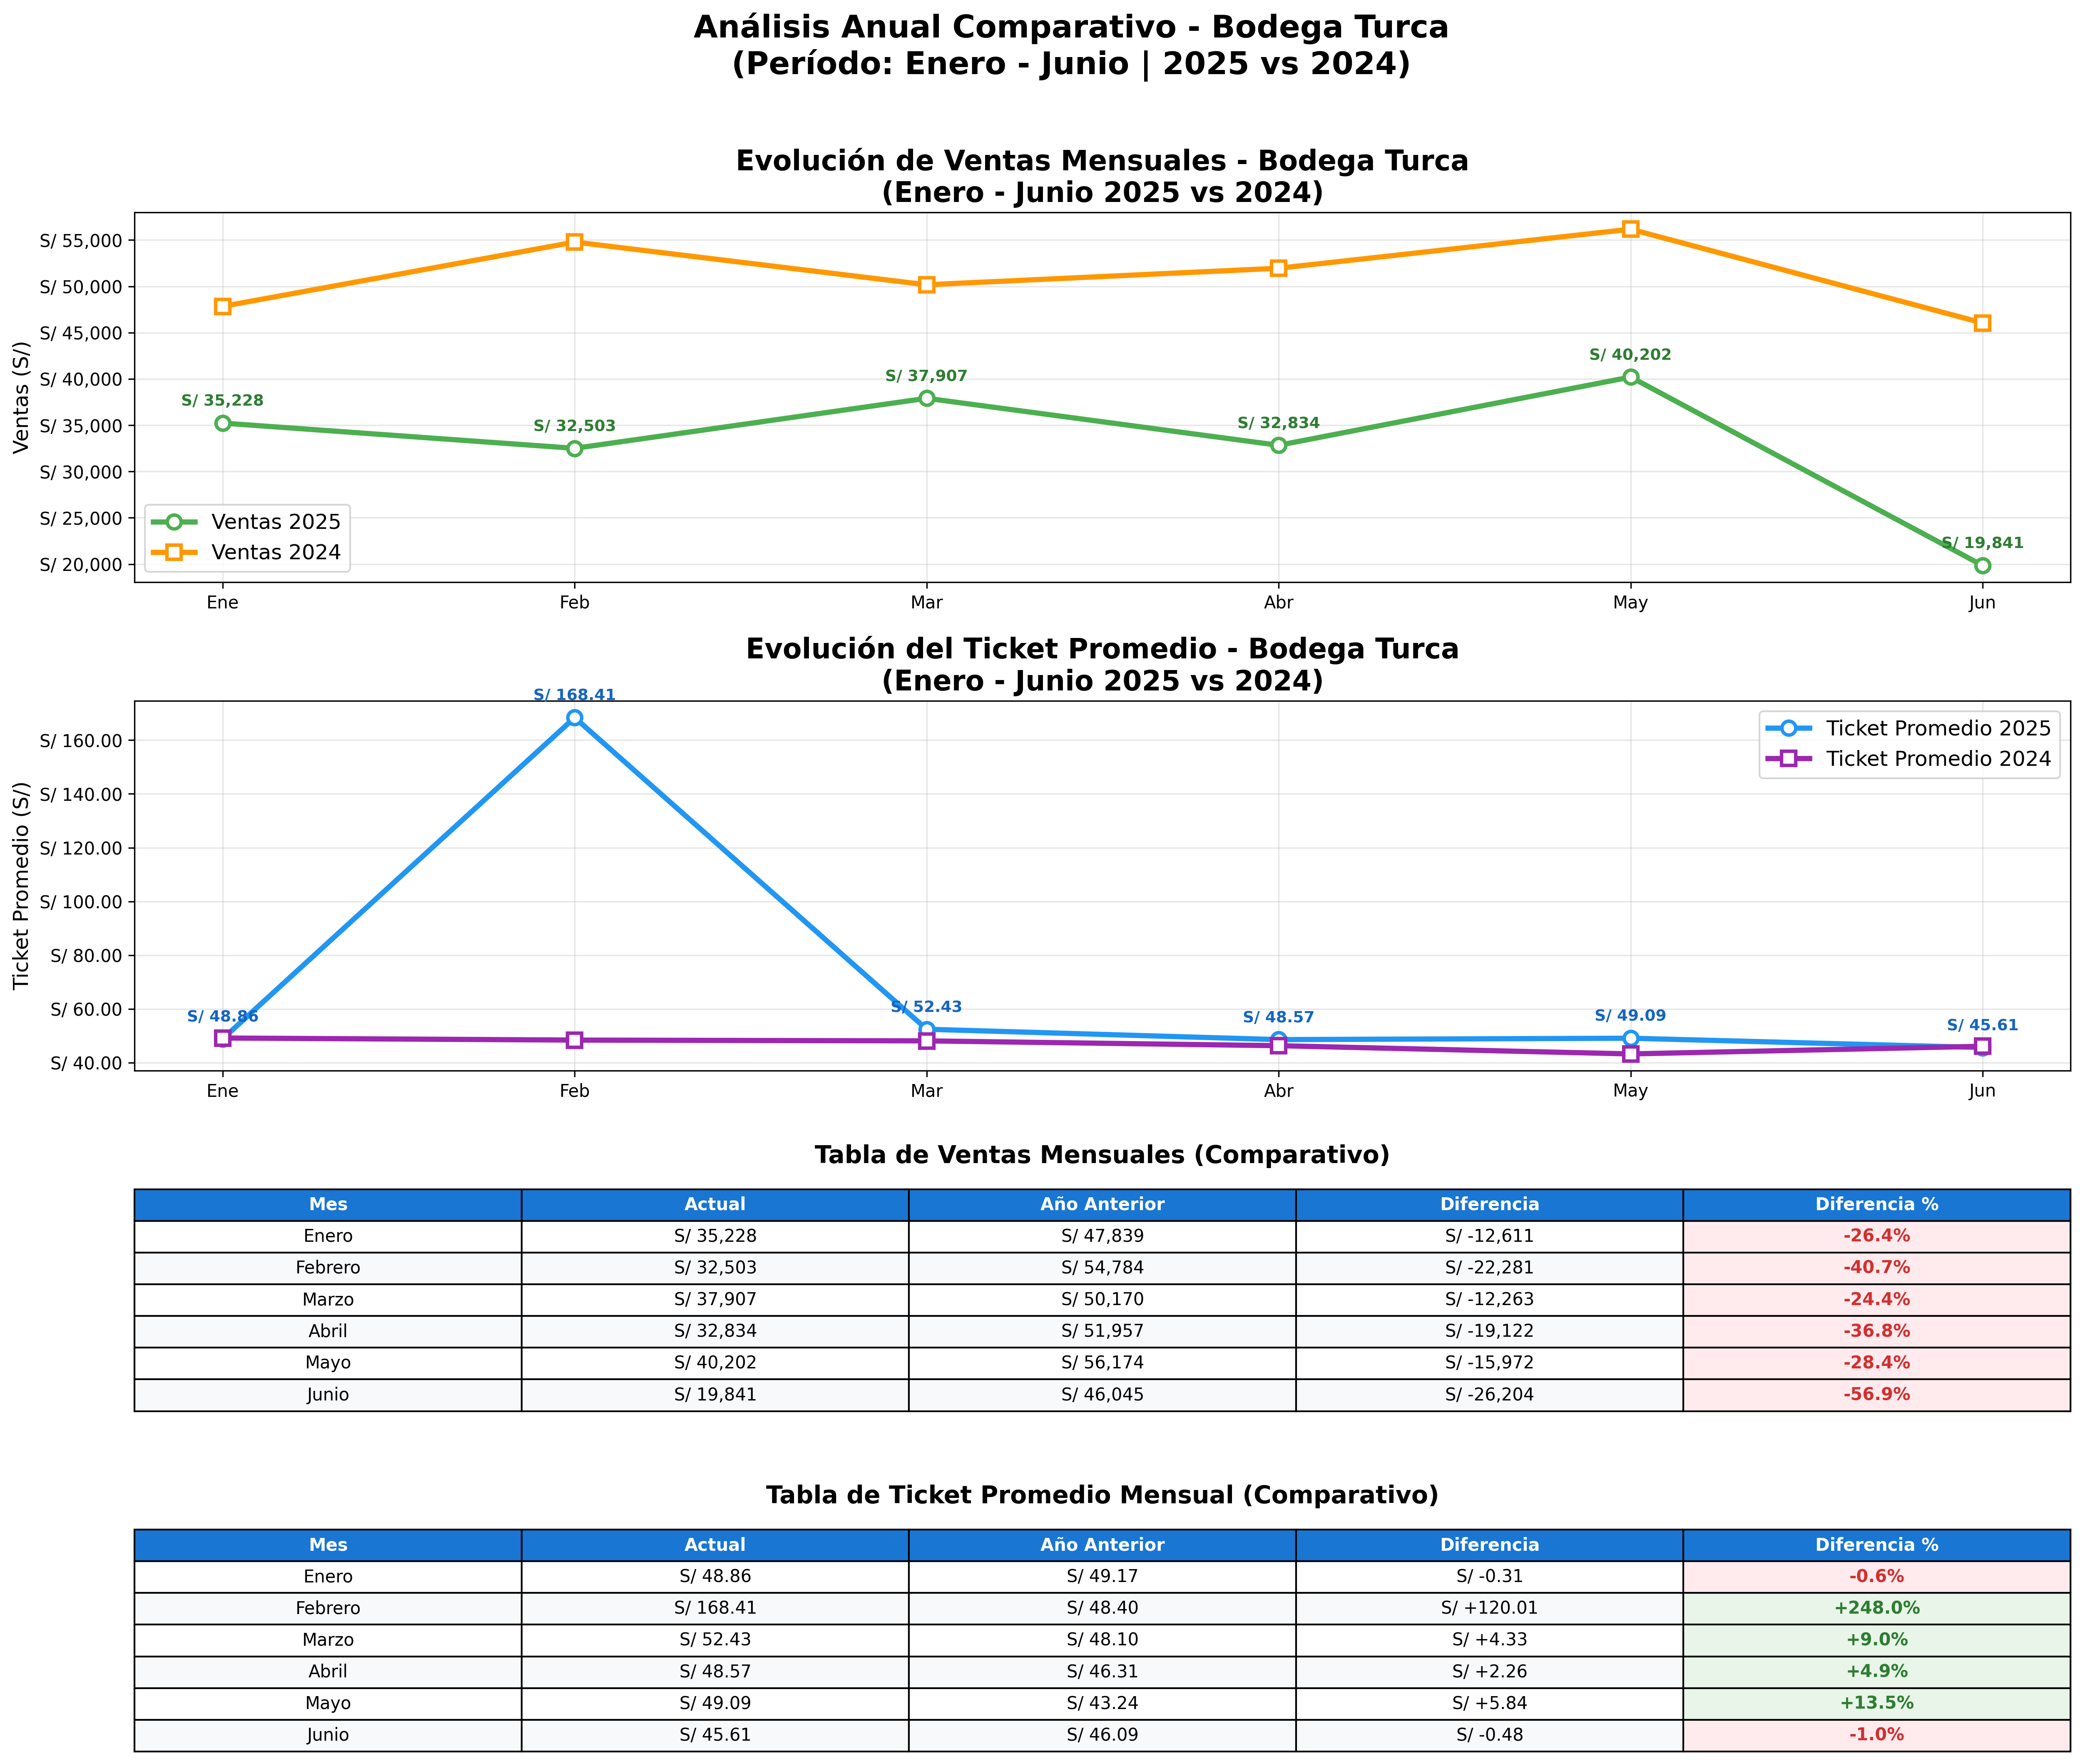 Análisis Anual Comparativo - Bodega Turca
(Período: Enero - Junio | 2025 vs 2024)
Evolución de Ventas Mensuales - Bodega Turca
(Enero - Junio 2025 vs 2024)
Ventas (S/)
S/ 55,000
S/ 50,000
S/ 45,000
S/ 40,000
S/ 35,000
S/ 30,000
S/ 25,000
S/ 20,000
S/ 35,228
S/ 32,503
S/ 37,907
S/ 32,834
S/ 40,202
S/ 19,841
Ventas 2025
Ventas 2024
Ene Feb Mar Abr May Jun
Evolución del Ticket Promedio - Bodega Turca
(Enero - Junio 2025 vs 2024)
Ticket Promedio (S/)
S/ 160.00
S/ 140.00
S/ 120.00
S/ 100.00
S/ 80.00
S/ 60.00
S/ 40.00
S/ 48.86
S/ 168.41
S/ 52.43
S/ 48.57
S/ 49.09
S/ 45.61
Ticket Promedio 2025
Ticket Promedio 2024
Ene Feb Mar Abr May Jun
Tabla de Ventas Mensuales (Comparativo)
Mes Actual Año Anterior Diferencia Diferencia %
Enero S/ 35,228 S/ 47,839 S/ -12,611 -26.4%
Febrero S/ 32,503 S/ 54,784 S/ -22,281 -40.7%
Marzo S/ 37,907 S/ 50,170 S/ -12,263 -24.4%
Abril S/ 32,834 S/ 51,957 S/ -19,122 -36.8%
Mayo S/ 40,202 S/ 56,174 S/ -15,972 -28.4%
Junio S/ 19,841 S/ 46,045 S/ -26,204 -56.9%
Tabla de Ticket Promedio Mensual (Comparativo)
Mes Actual Año Anterior Diferencia Diferencia %
Enero S/ 48.86 S/ 49.17 S/ -0.31 -0.6%
Febrero S/ 168.41 S/ 48.40 S/ +120.01 +248.0%
Marzo S/ 52.43 S/ 48.10 S/ +4.33 +9.0%
Abril S/ 48.57 S/ 46.31 S/ +2.26 +4.9%
Mayo S/ 49.09 S/ 43.24 S/ +5.84 +13.5%
Junio S/ 45.61 S/ 46.09 S/ -0.48 -1.0%